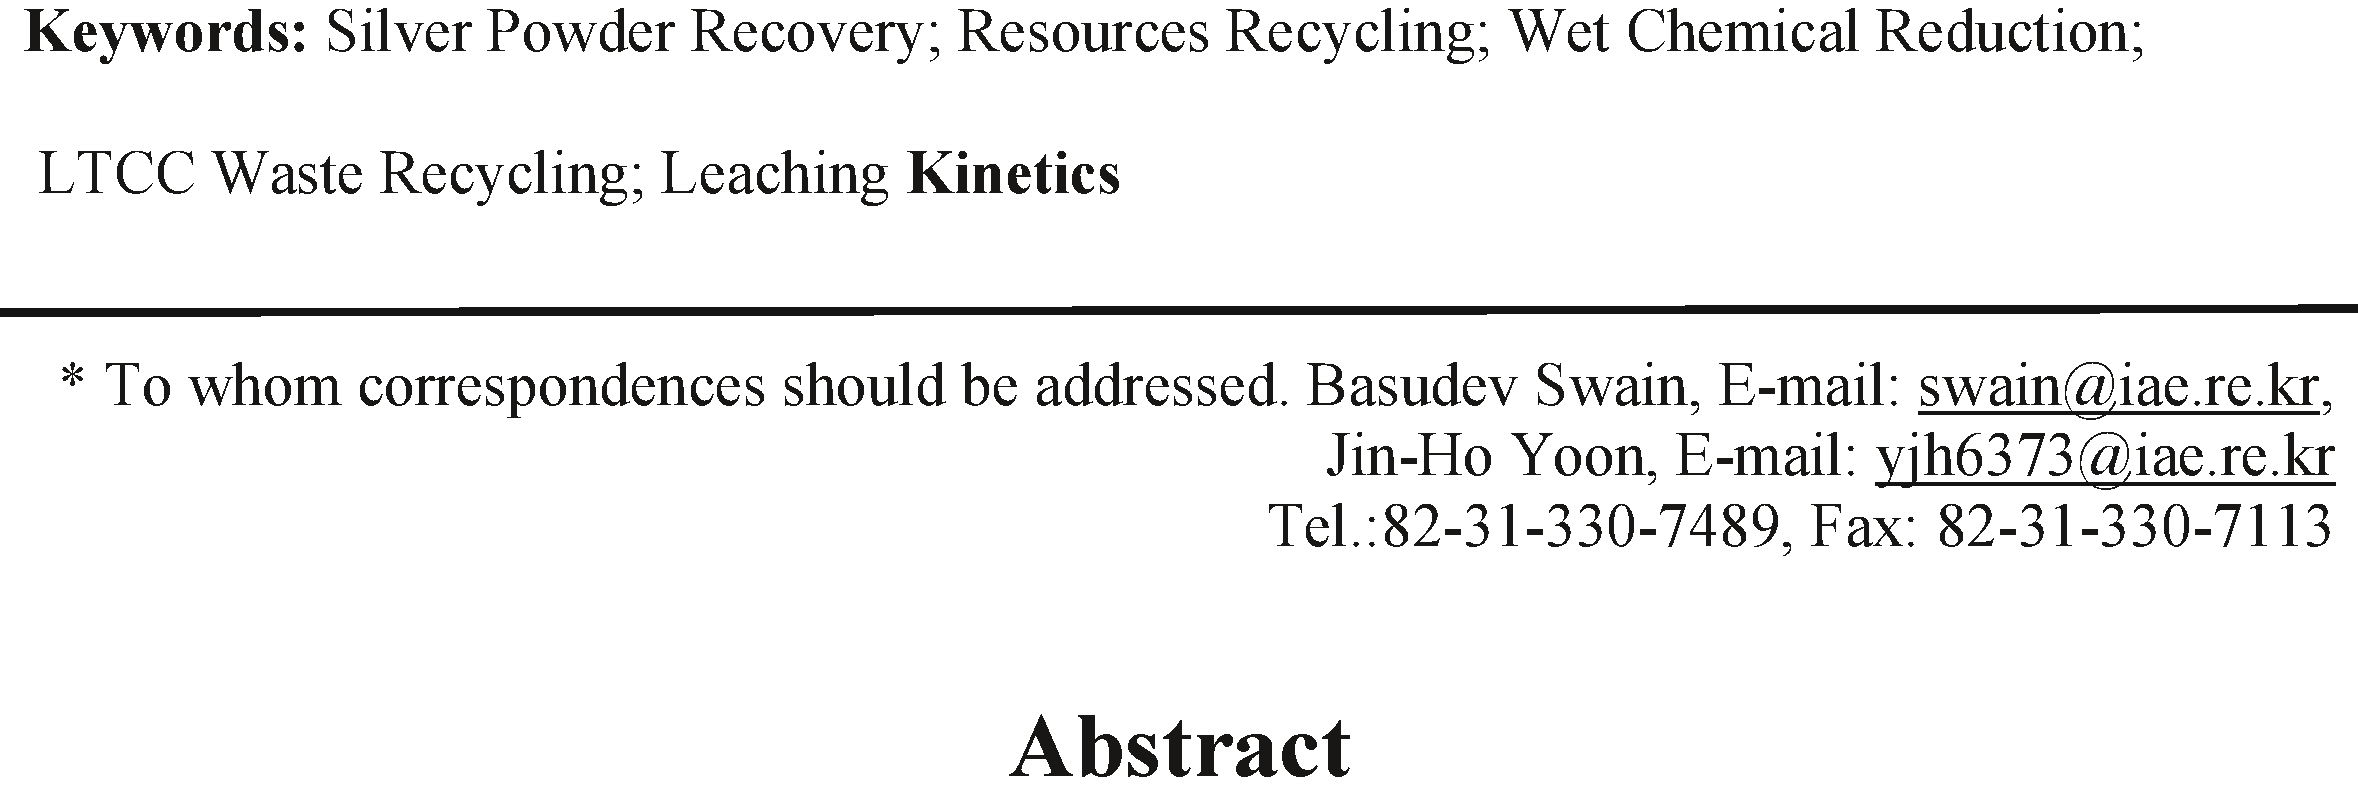 Keywords: Silver Powder Recovery; Resources Recycling; Wet Chemical Reduction;
LTCC Waste Recycling; Leaching Kinetics
* To whom correspondences should be addressed. Basudev Swain, E-mail: swain@iae.re.kr,
Jin-Ho Yoon, E-mail: yjh6373@iae.re.kr
Tel.:82-31-330-7489, Fax: 82-31-330-7113
Abstract